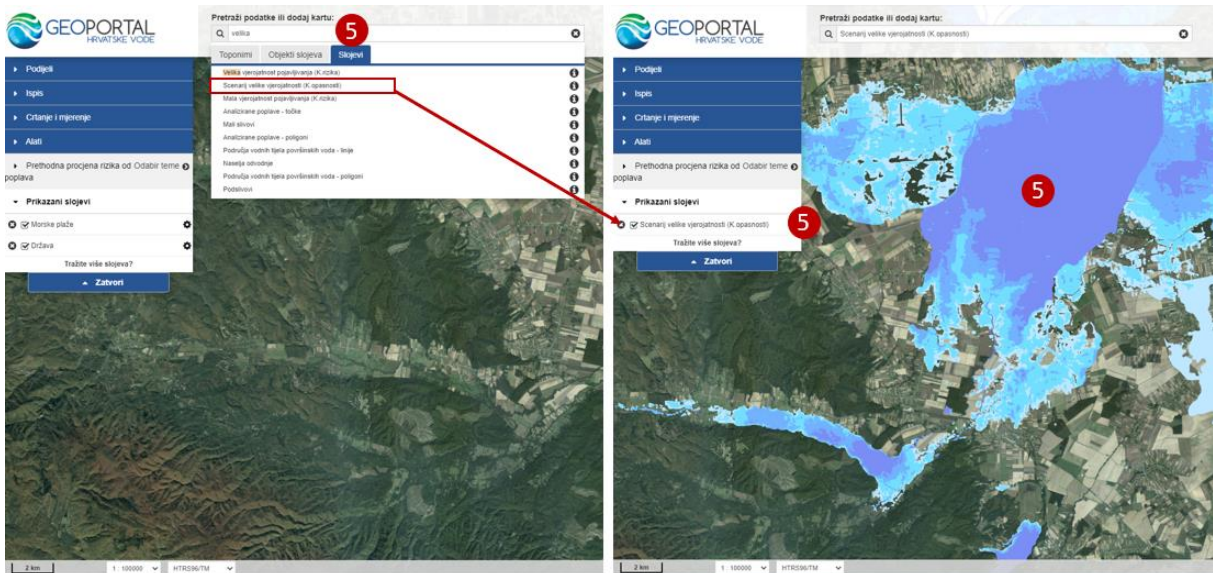 GEOPORTAL
HRVATSKE VODE
Pretraži podatke ili dodaj kartu:
velika
5
Toponimi
Objekti slojeva
Slojevi
Velika vjerojatnost pojavljivanja (K.rizika)
Scenarij velike vjerojatnosti (K.opasnosti)
Mala vjerojatnost pojavljivanja (K.rizika)
Analizirane poplave - točke
Mali slivovi
Analizirane poplave - poligoni
Područja vodnih tijela površinskih voda - linije
Naselja odvodnje
Područja vodnih tijela površinskih voda - poligoni
Podslivovi
Podijeli
Ispis
Crtanje i mjerenje
Alati
Prethodna procjena rizika od Odabir teme
poplava
Prikazani slojevi
Morske plaže
Država
Tražite više slojeva?
Zatvori
2 km
1 : 100000
HTRS96/TM
GEOPORTAL
HRVATSKE VODE
Pretraži podatke ili dodaj kartu:
Scenarij velike vjerojatnosti (K.opasnosti)
Podijeli
Ispis
Crtanje i mjerenje
Alati
Prethodna procjena rizika od Odabir teme
poplava
Prikazani slojevi
Scenarij velike vjerojatnosti (K.opasnosti)
5
Tražite više slojeva?
Zatvori
5
2 km
1 : 100000
HTRS96/TM